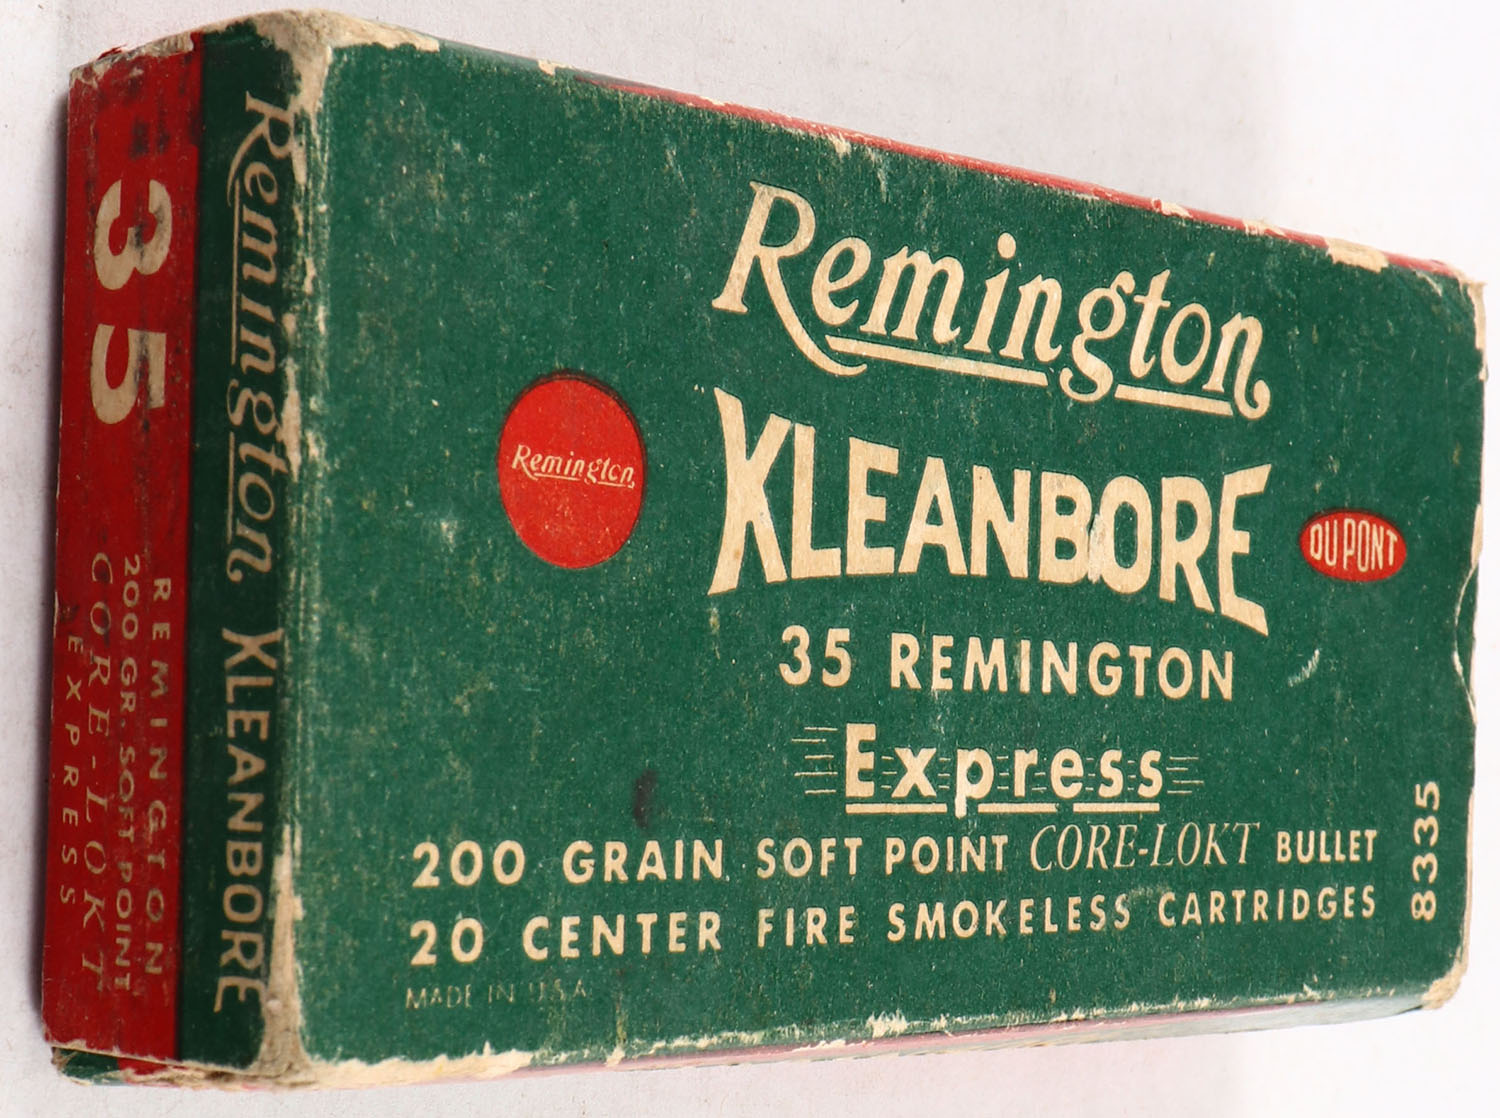 Remington
KLEANBORE
35 REMINGTON
Express
200 GRAIN SOFT POINT CORE-LOKT BULLET
20 CENTER FIRE SMOKELESS CARTRIDGES
MADE IN U.S.A.
8335
Remington
DU PONT
Remington KLEANBORE
35
REMINGTON
200 GR. SOFT POINT
CORE-LOKT
EXPRESS